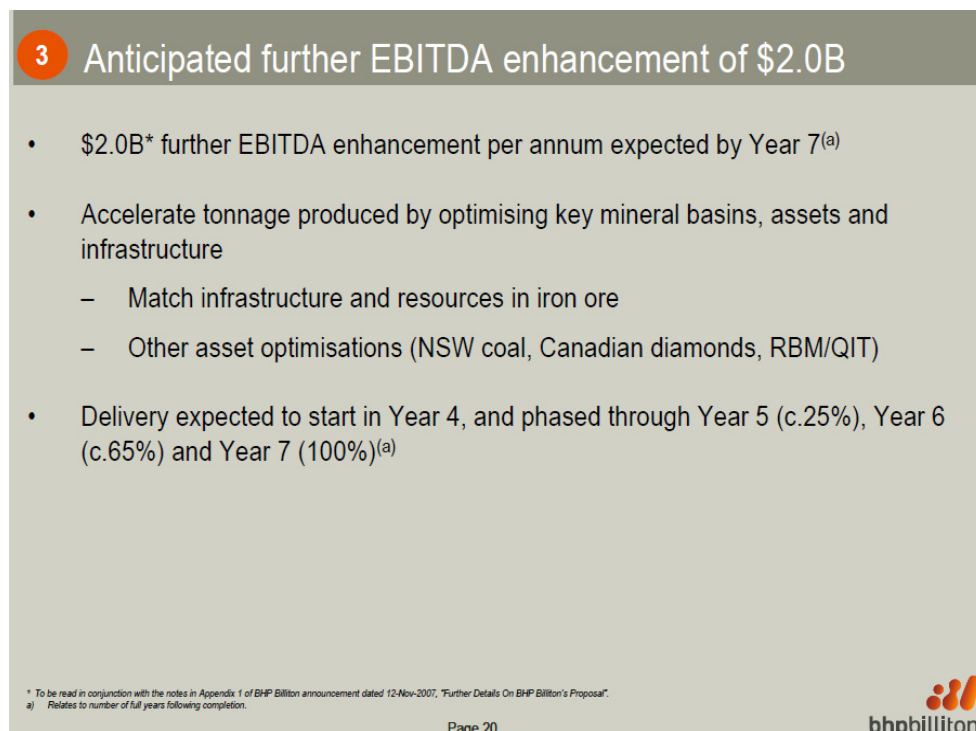 3 Anticipated further EBITDA enhancement of $2.0B
• $2.0B* further EBITDA enhancement per annum expected by Year 7(a)
• Accelerate tonnage produced by optimising key mineral basins, assets and
infrastructure
– Match infrastructure and resources in iron ore
– Other asset optimisations (NSW coal, Canadian diamonds, RBM/QIT)
• Delivery expected to start in Year 4, and phased through Year 5 (c.25%), Year 6
(c.65%) and Year 7 (100%)(a)
* To be read in conjunction with the notes in Appendix 1 of BHP Billiton announcement dated 12-Nov-2007, "Further Details On BHP Billiton's Proposal".
a) Relates to number of full years following completion.
Page 20
bhpbilliton